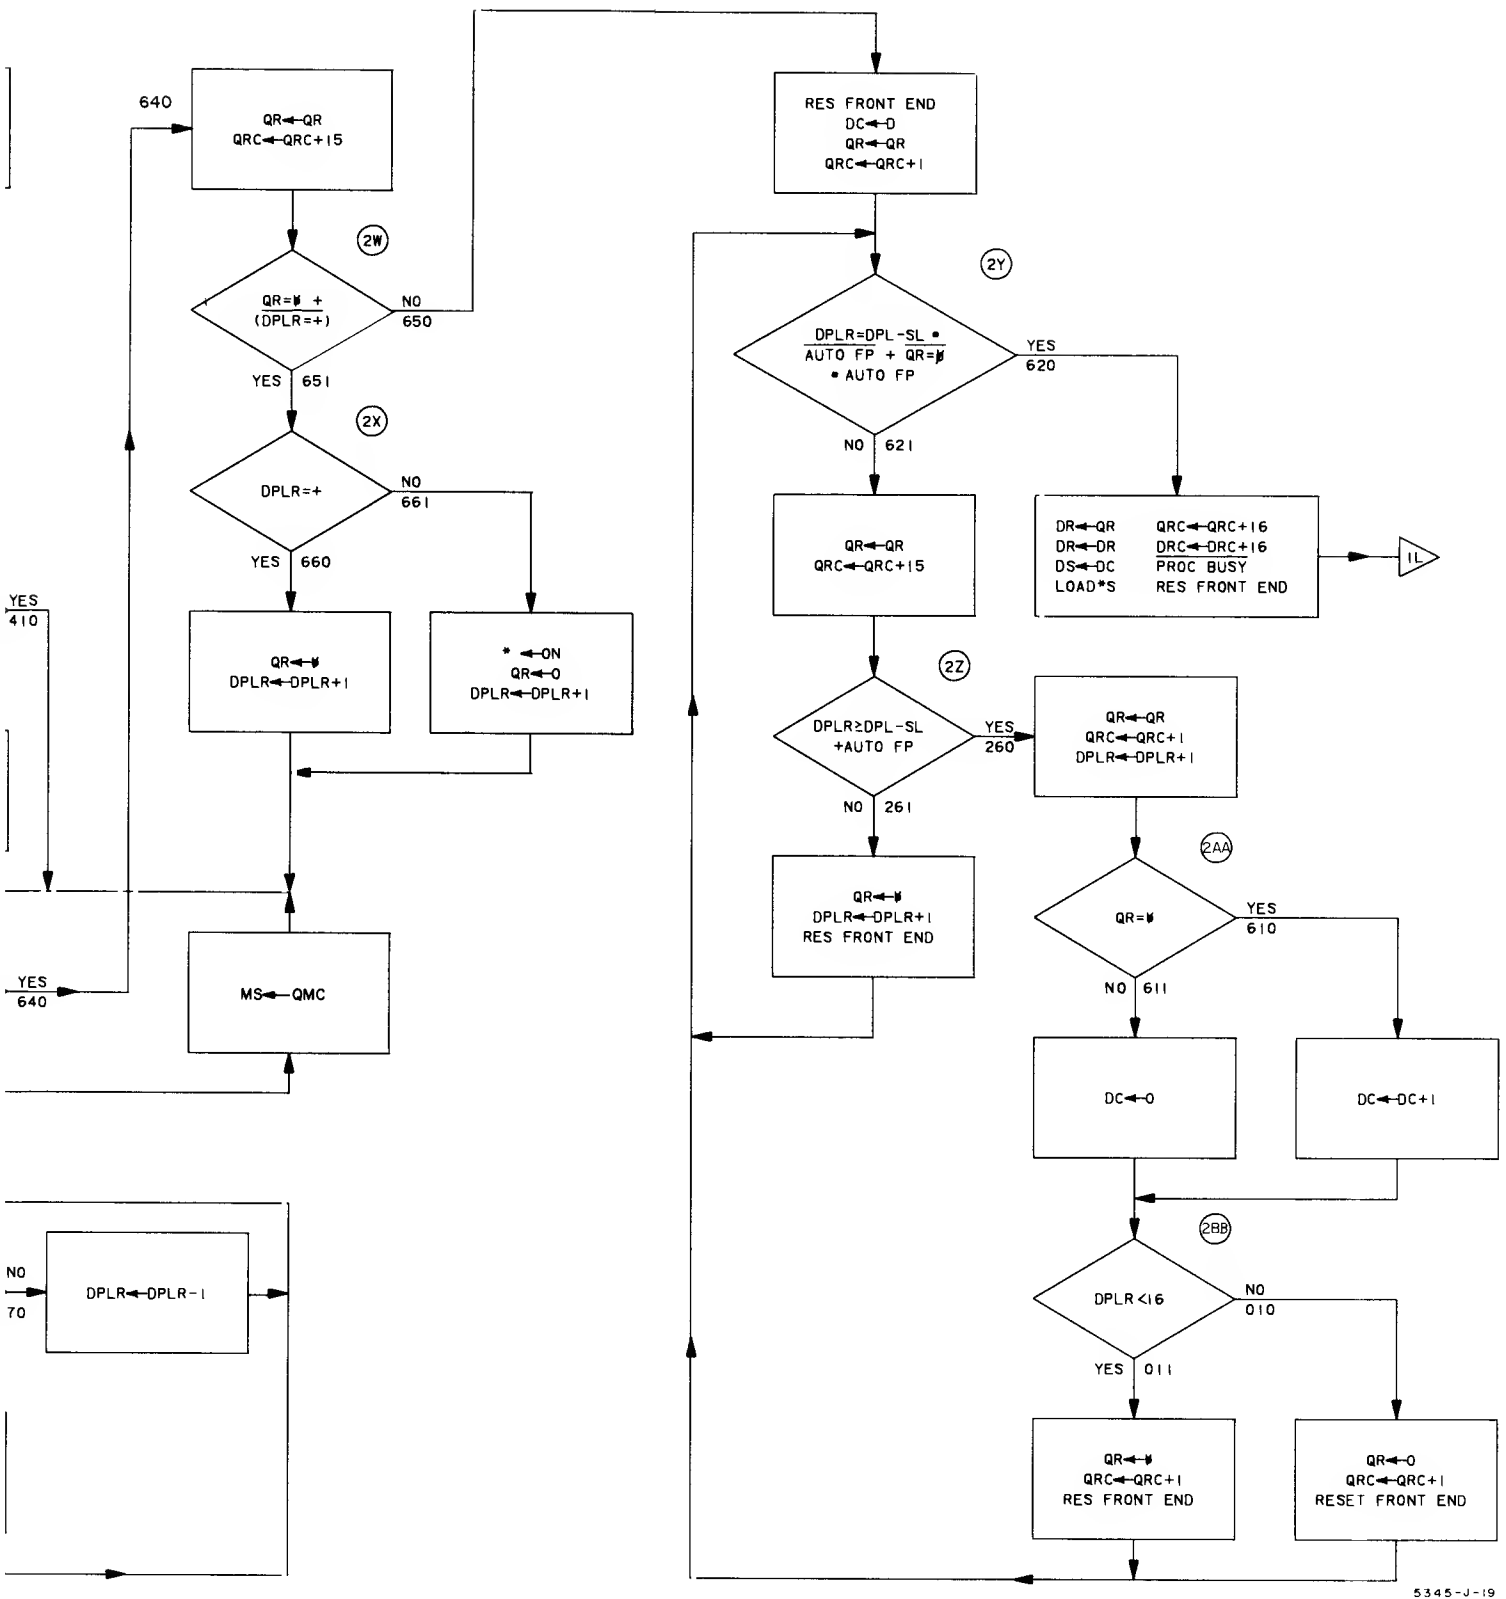 640
QR←QR
QRC←QRC+15
2W
QR=b̸ +
(DPLR=+)
NO
650
YES 651
2X
DPLR=+
NO
661
YES 660
QR←b̸
DPLR←DPLR+1
* ←ON
QR←0
DPLR←DPLR+1
YES
410
YES
640
MS←QMC
NO
70
DPLR←DPLR-1
RES FRONT END
DC←D
QR←QR
QRC←QRC+1
2Y
DPLR=DPL-SL •
AUTO FP + QR=b̸
• AUTO FP
YES
620
NO 621
DR←QR QRC←QRC+16
DR←DR DRC←DRC+16
DS←DC PROC BUSY
LOAD*S RES FRONT END
1L
QR←QR
QRC←QRC+15
2Z
DPLR≥DPL-SL
+AUTO FP
YES
260
NO 261
QR←QR
QRC←QRC+1
DPLR←DPLR+1
QR←b̸
DPLR←DPLR+1
RES FRONT END
2AA
QR=b̸
YES
610
NO 611
DC←0
DC←DC+1
2BB
DPLR<16
NO
010
YES 011
QR←b̸
QRC←QRC+1
RES FRONT END
QR←0
QRC←QRC+1
RESET FRONT END
5345-J-19